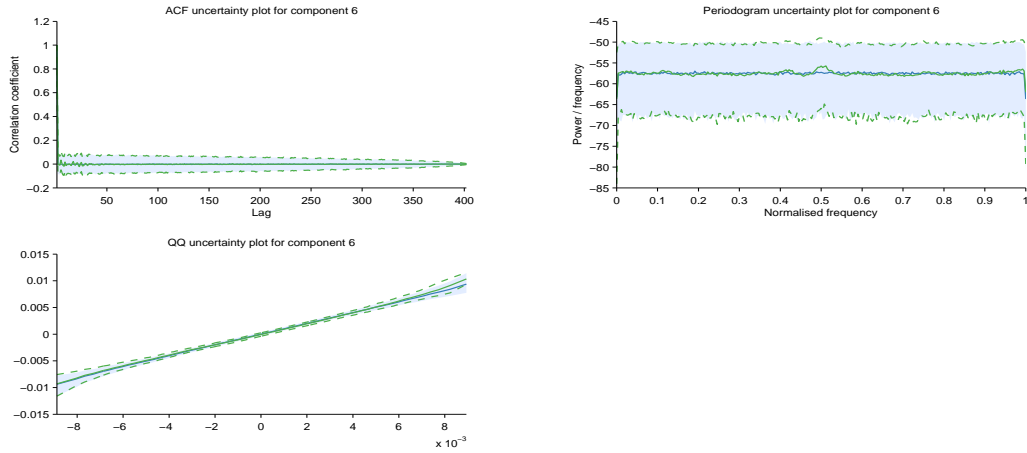 ACF uncertainty plot for component 6
1.2
1
0.8
0.6
0.4
0.2
0
−0.2
Correlation coefficient
50 100 150 200 250 300 350 400
Lag
Periodogram uncertainty plot for component 6
−45
−50
−55
−60
−65
−70
−75
−80
−85
Power / frequency
0 0.1 0.2 0.3 0.4 0.5 0.6 0.7 0.8 0.9 1
Normalised frequency
QQ uncertainty plot for component 6
0.015
0.01
0.005
0
−0.005
−0.01
−0.015
−8 −6 −4 −2 0 2 4 6 8
x 10⁻³